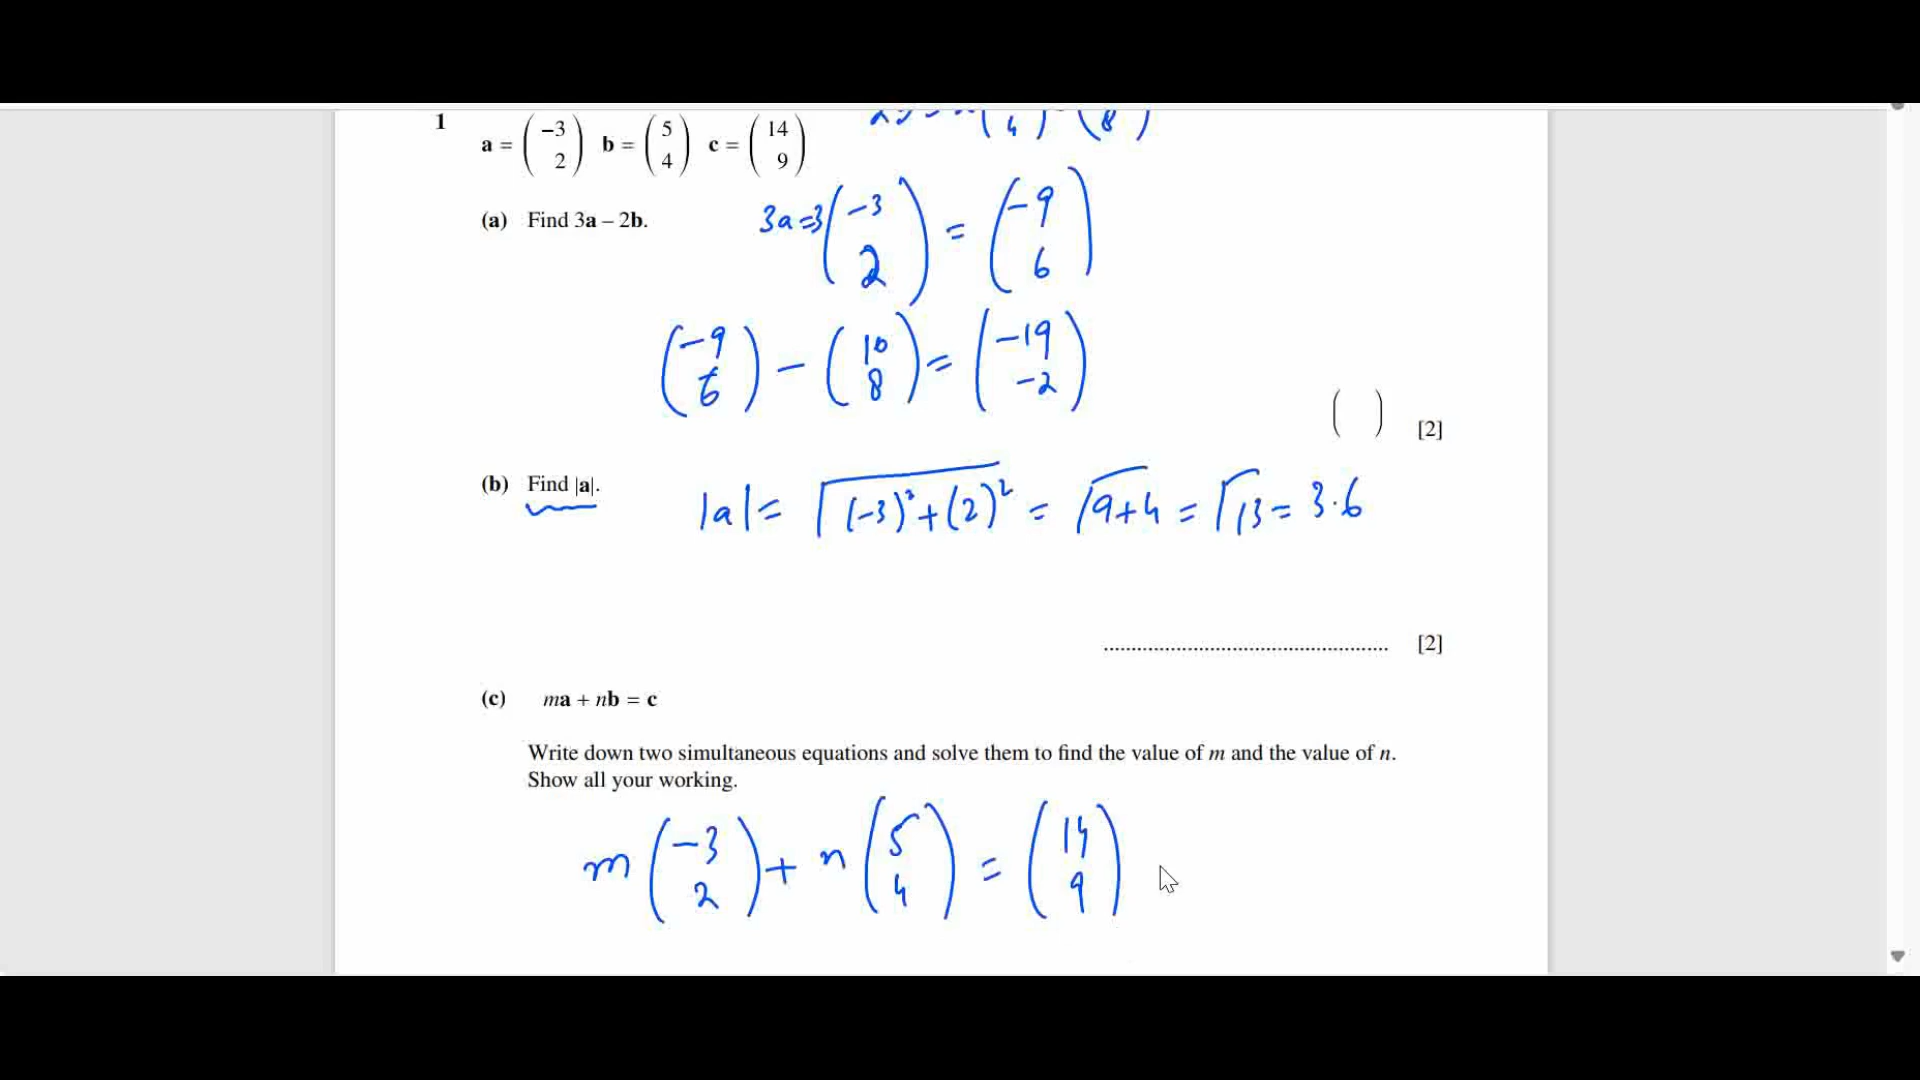 1
a = (−3 2) b = (5 4) c = (14 9)
(a) Find 3a – 2b.
3a=3(-3 2) = (-9 6)
(-9 6) - (10 8) = (-19 -2)
( ) [2]
(b) Find |a|.
|a| = √(-3)²+(2)² = √9+4 = √13 = 3.6
................................................... [2]
(c) ma + nb = c
Write down two simultaneous equations and solve them to find the value of m and the value of n.
Show all your working.
m(-3 2) + n(5 4) = (14 9)